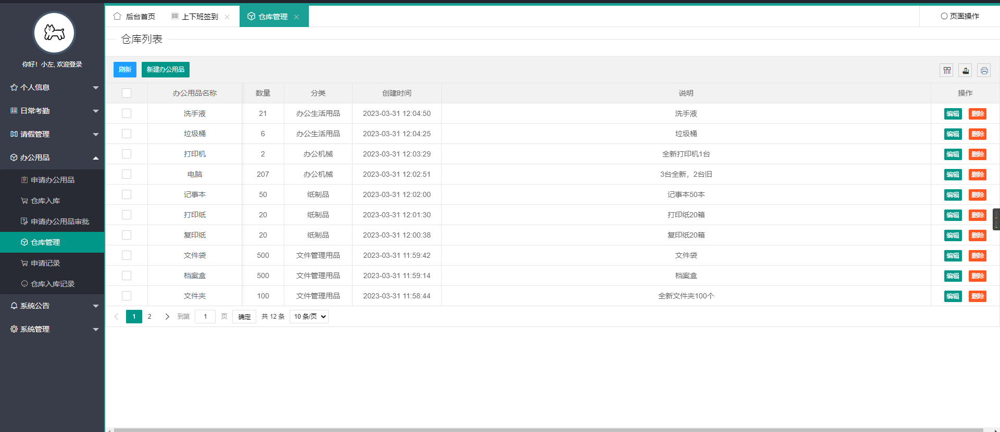 你好！小左, 欢迎登录
个人信息
日常考勤
请假管理
办公用品
申请办公用品
仓库入库
申请办公用品审批
仓库管理
申请记录
仓库入库记录
系统公告
系统管理
后台首页 上下班签到 仓库管理 页面操作
仓库列表
刷新 新建办公用品
办公用品名称 数量 分类 创建时间 说明 操作
洗手液 21 办公生活用品 2023-03-31 12:04:50 洗手液 编辑 删除
垃圾桶 6 办公生活用品 2023-03-31 12:04:25 垃圾桶 编辑 删除
打印机 2 办公机械 2023-03-31 12:03:29 全新打印机1台 编辑 删除
电脑 207 办公机械 2023-03-31 12:02:51 3台全新，2台旧 编辑 删除
记事本 50 纸制品 2023-03-31 12:02:00 记事本50本 编辑 删除
打印纸 20 纸制品 2023-03-31 12:01:30 打印纸20箱 编辑 删除
复印纸 20 纸制品 2023-03-31 12:00:38 复印纸20箱 编辑 删除
文件袋 500 文件管理用品 2023-03-31 11:59:42 文件袋 编辑 删除
档案盒 500 文件管理用品 2023-03-31 11:59:14 档案盒 编辑 删除
文件夹 100 文件管理用品 2023-03-31 11:58:44 全新文件夹100个 编辑 删除
1 2 到第 1 页 确定 共 12 条 10 条/页